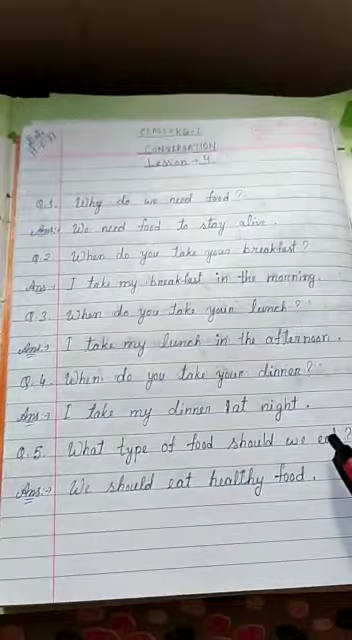 CLASS-KG-I
CONVERSATION
Lesson → 4
Q.1. Why do we need food?
Ans:→ We need food to stay alive.
Q.2. When do you take your breakfast?
Ans:→ I take my breakfast in the morning.
Q.3 When do you take your lunch?
Ans:→ I take my lunch in the afternoon.
Q.4. When do you take your dinner?
Ans:→ I take my dinner at night.
Q.5. What type of food should we eat?
Ans:→ We should eat healthy food.